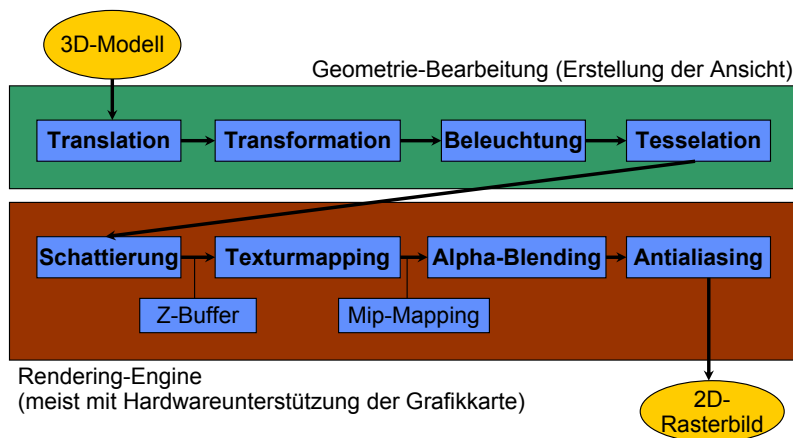 3D-Modell
Geometrie-Bearbeitung (Erstellung der Ansicht)
Translation
Transformation
Beleuchtung
Tesselation
Schattierung
Texturmapping
Alpha-Blending
Antialiasing
Z-Buffer
Mip-Mapping
Rendering-Engine
(meist mit Hardwareunterstützung der Grafikkarte)
2D-
Rasterbild